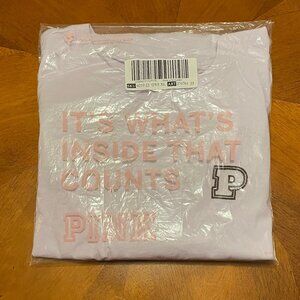 IT'S WHAT'S
INSIDE THAT
COUNTS
P
PINK